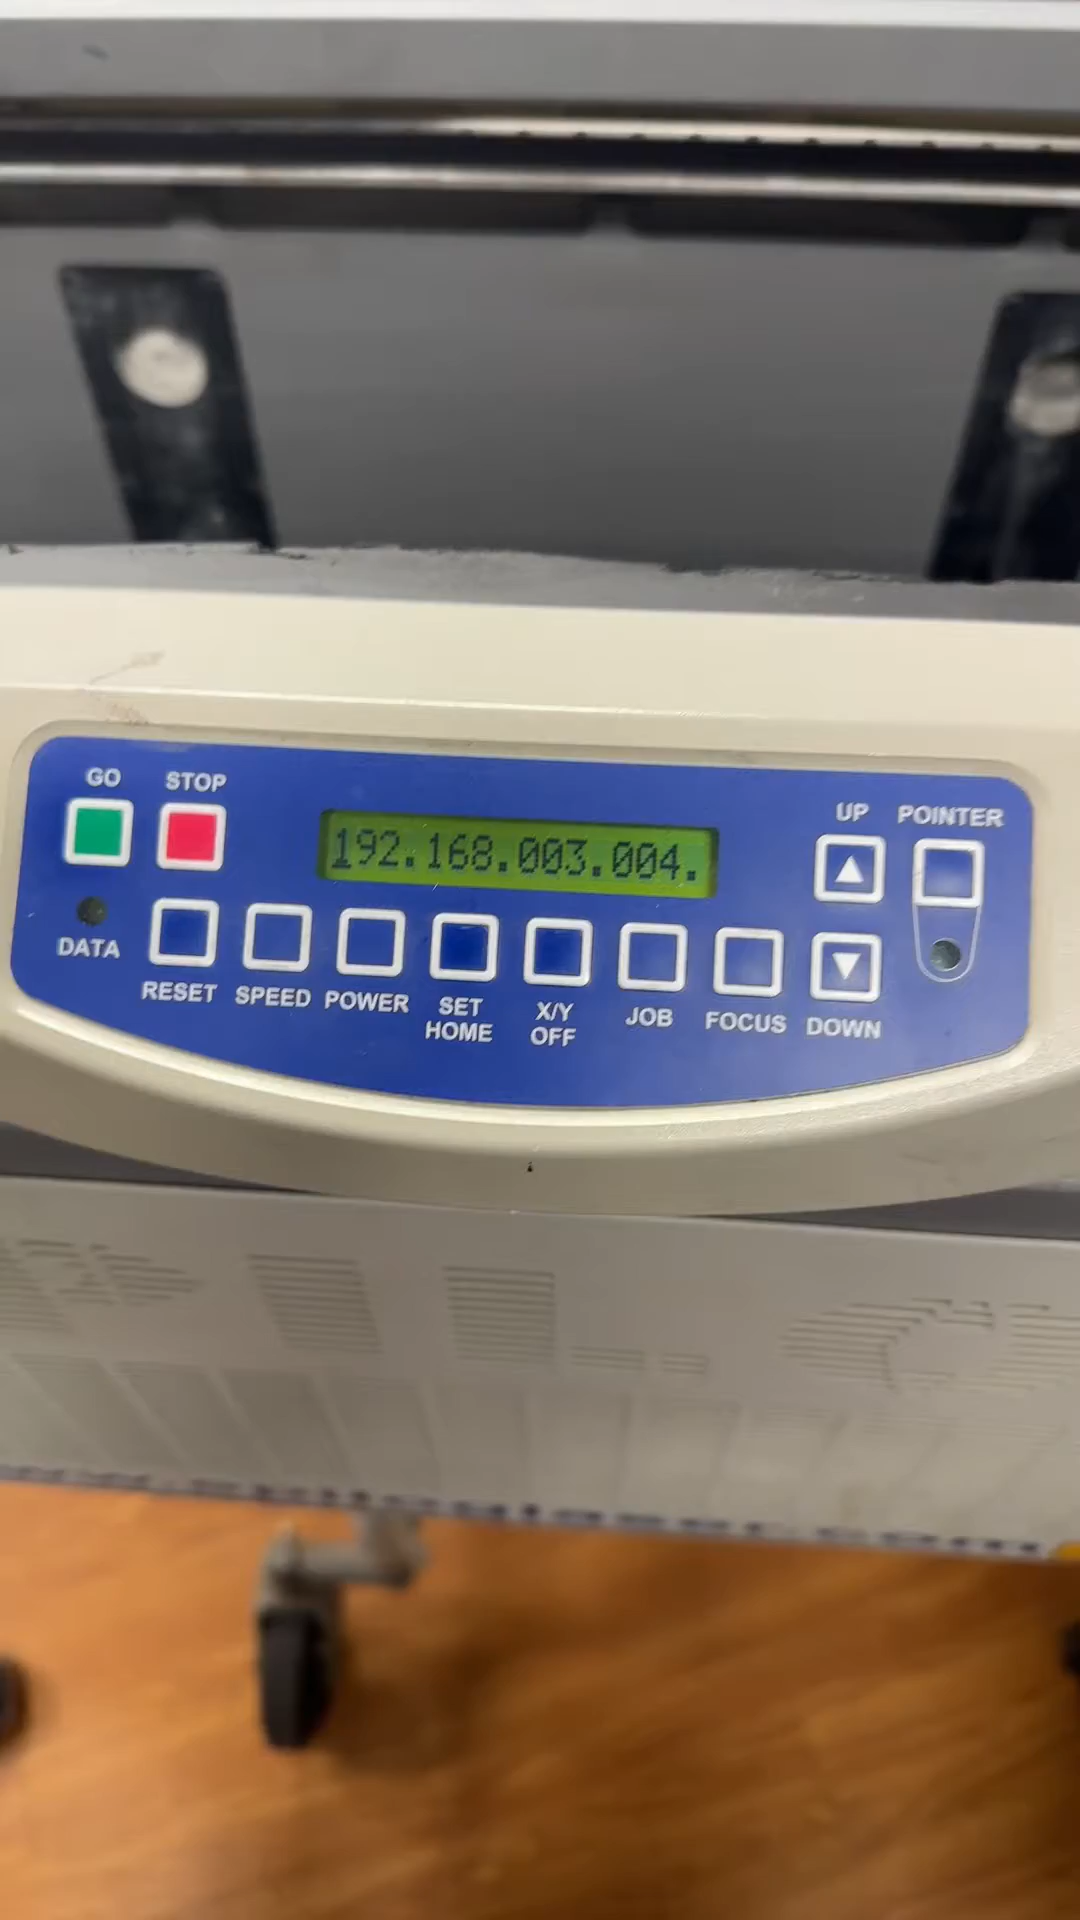 GO STOP
UP POINTER
192.168.003.004.
DATA
RESET SPEED POWER SET HOME X/Y OFF JOB FOCUS DOWN